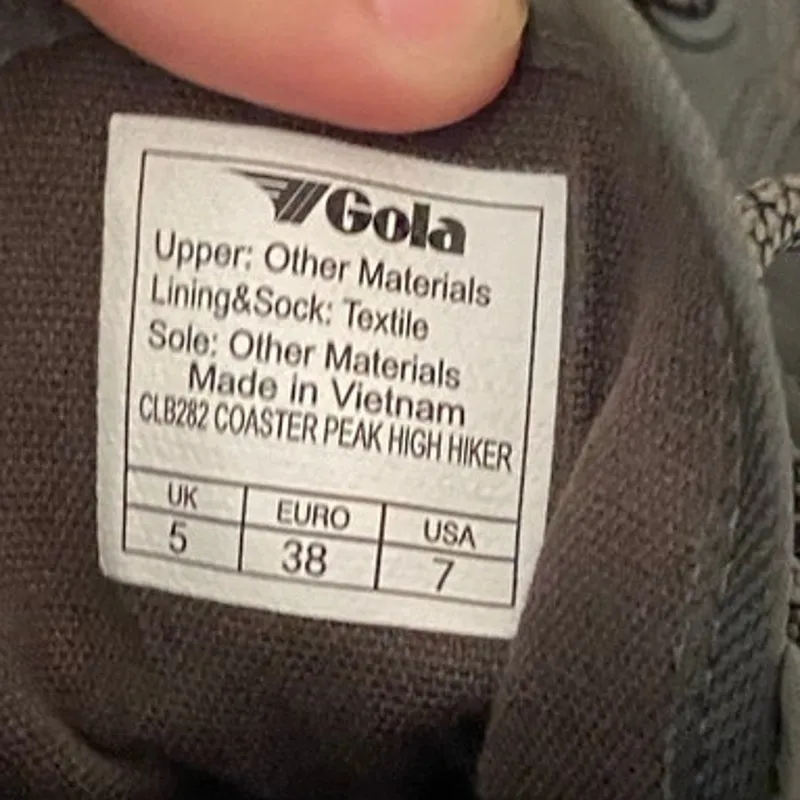 Gola
Upper: Other Materials
Lining&Sock: Textile
Sole: Other Materials
Made in Vietnam
CLB282 COASTER PEAK HIGH HIKER
UK EURO USA
5 38 7